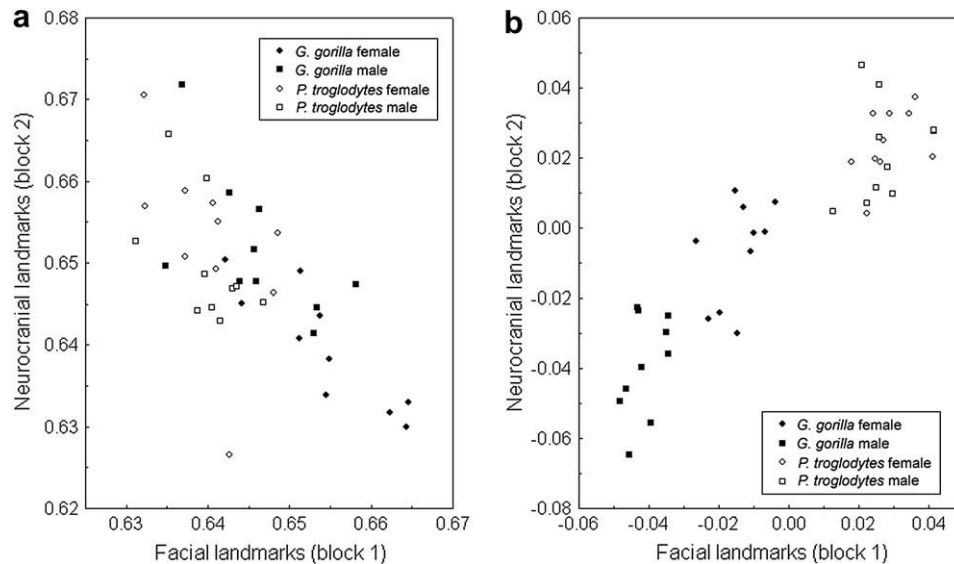 a
0.68
0.67
0.66
0.65
0.64
0.63
0.62
Neurocranial landmarks (block 2)
G. gorilla female
G. gorilla male
P. troglodytes female
P. troglodytes male
0.63
0.64
0.65
0.66
0.67
Facial landmarks (block 1)
b
0.06
0.04
0.02
0.00
-0.02
-0.04
-0.06
-0.08
Neurocranial landmarks (block 2)
G. gorilla female
G. gorilla male
P. troglodytes female
P. troglodytes male
-0.06
-0.04
-0.02
0.00
0.02
0.04
Facial landmarks (block 1)